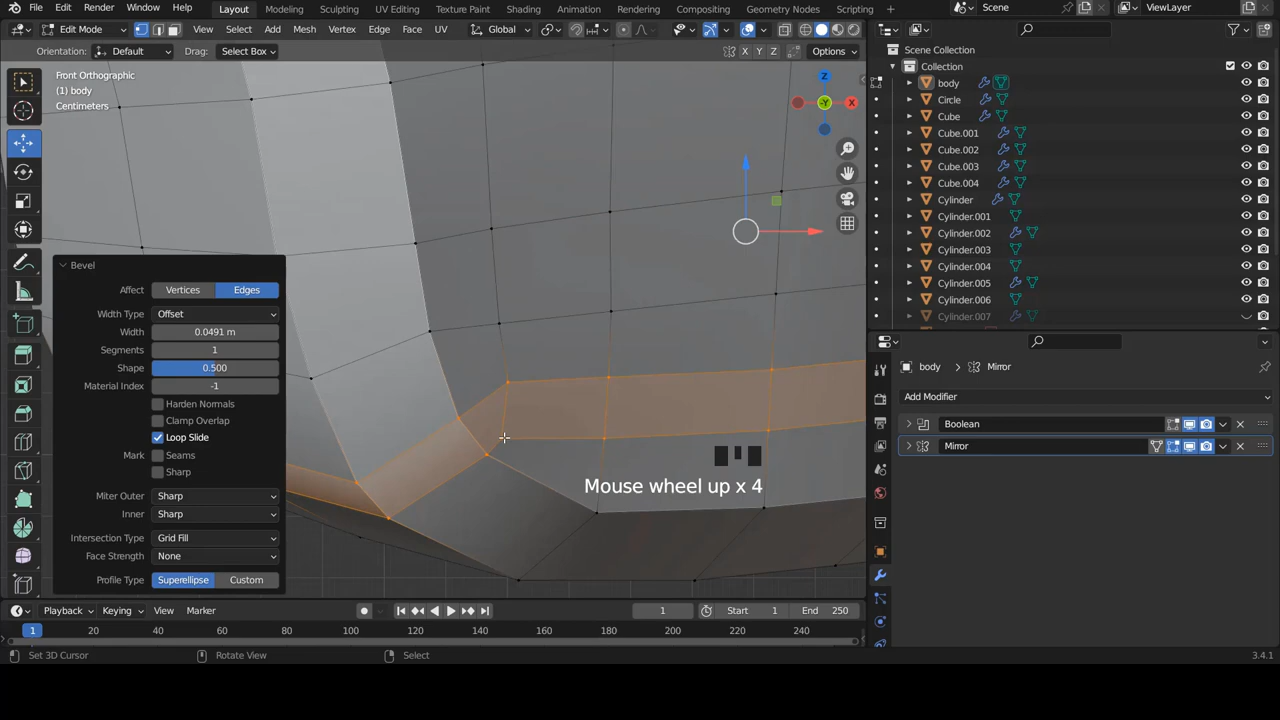 File Edit Render Window Help Layout Modeling Sculpting UV Editing Texture Paint Shading Animation Rendering Compositing Geometry Nodes Scripting Scene ViewLayer
Edit Mode View Select Add Mesh Vertex Edge Face UV Global
Orientation: Default Drag: Select Box X Y Z Options
Front Orthographic
(1) body
Centimeters
Z
X
-Y
Scene Collection
Collection
body
Circle
Cube
Cube.001
Cube.002
Cube.003
Cube.004
Cylinder
Cylinder.001
Cylinder.002
Cylinder.003
Cylinder.004
Cylinder.005
Cylinder.006
Cylinder.007
Bevel
Affect Vertices Edges
Width Type Offset
Width 0.0491 m
Segments 1
Shape 0.500
Material Index -1
Harden Normals
Clamp Overlap
Loop Slide
Mark Seams
Sharp
Miter Outer Sharp
Inner Sharp
Intersection Type Grid Fill
Face Strength None
Profile Type Superellipse Custom
Mouse wheel up x 4
body Mirror
Add Modifier
Boolean
Mirror
Playback Keying View Marker 1 Start 1 End 250
1 20 40 60 80 100 120 140 160 180 200 220 240
Set 3D Cursor Rotate View Select 3.4.1